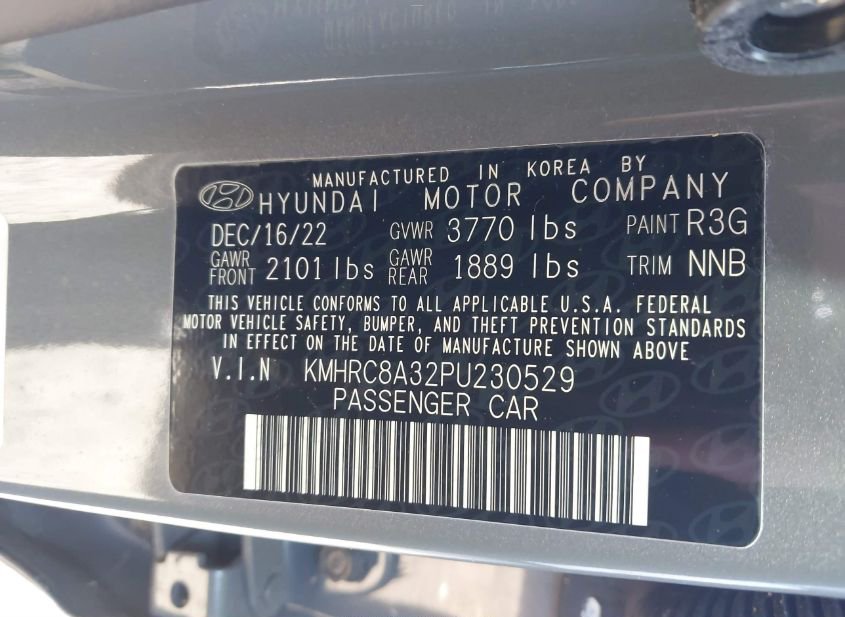 MANUFACTURED IN KOREA BY
HYUNDAI MOTOR COMPANY
DEC/16/22 GVWR 3770 lbs PAINT R3G
GAWR FRONT 2101 lbs GAWR REAR 1889 lbs TRIM NNB
THIS VEHICLE CONFORMS TO ALL APPLICABLE U.S.A. FEDERAL
MOTOR VEHICLE SAFETY, BUMPER, AND THEFT PREVENTION STANDARDS
IN EFFECT ON THE DATE OF MANUFACTURE SHOWN ABOVE
V.I.N KMHRC8A32PU230529
PASSENGER CAR